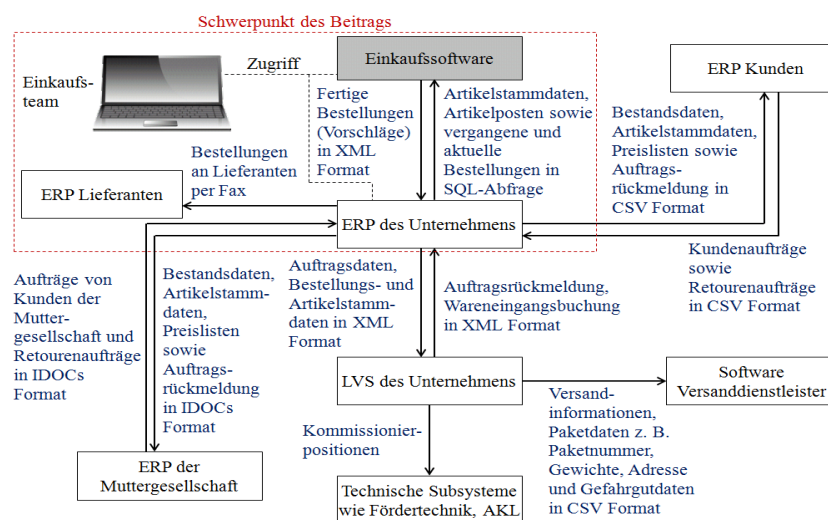 Schwerpunkt des Beitrags
Einkaufs-
team
Zugriff
Einkaufssoftware
ERP Kunden
Fertige
Bestellungen
(Vorschläge)
in XML
Format
Artikelstammdaten,
Artikelposten sowie
vergangene und
aktuelle
Bestellungen in
SQL-Abfrage
Bestandsdaten,
Artikelstammdaten,
Preislisten sowie
Auftrags-
rückmeldung in
CSV Format
Bestellungen
an Lieferanten
per Fax
ERP Lieferanten
ERP des Unternehmens
Kundenaufträge
sowie
Retourenaufträge
in CSV Format
Aufträge von
Kunden der
Mutter-
gesellschaft und
Retourenaufträge
in IDOCs
Format
Bestandsdaten,
Artikelstamm-
daten,
Preislisten
sowie
Auftrags-
rückmeldung
in IDOCs
Format
Auftragsdaten,
Bestellungs- und
Artikelstamm-
daten in XML
Format
Auftragsrückmeldung,
Wareneingangsbuchung
in XML Format
LVS des Unternehmens
Software
Versanddienstleister
Versand-
informationen,
Paketdaten z. B.
Paketnummer,
Gewichte, Adresse
und Gefahrgutdaten
in CSV Format
Kommissionier-
positionen
ERP der
Muttergesellschaft
Technische Subsysteme
wie Fördertechnik, AKL